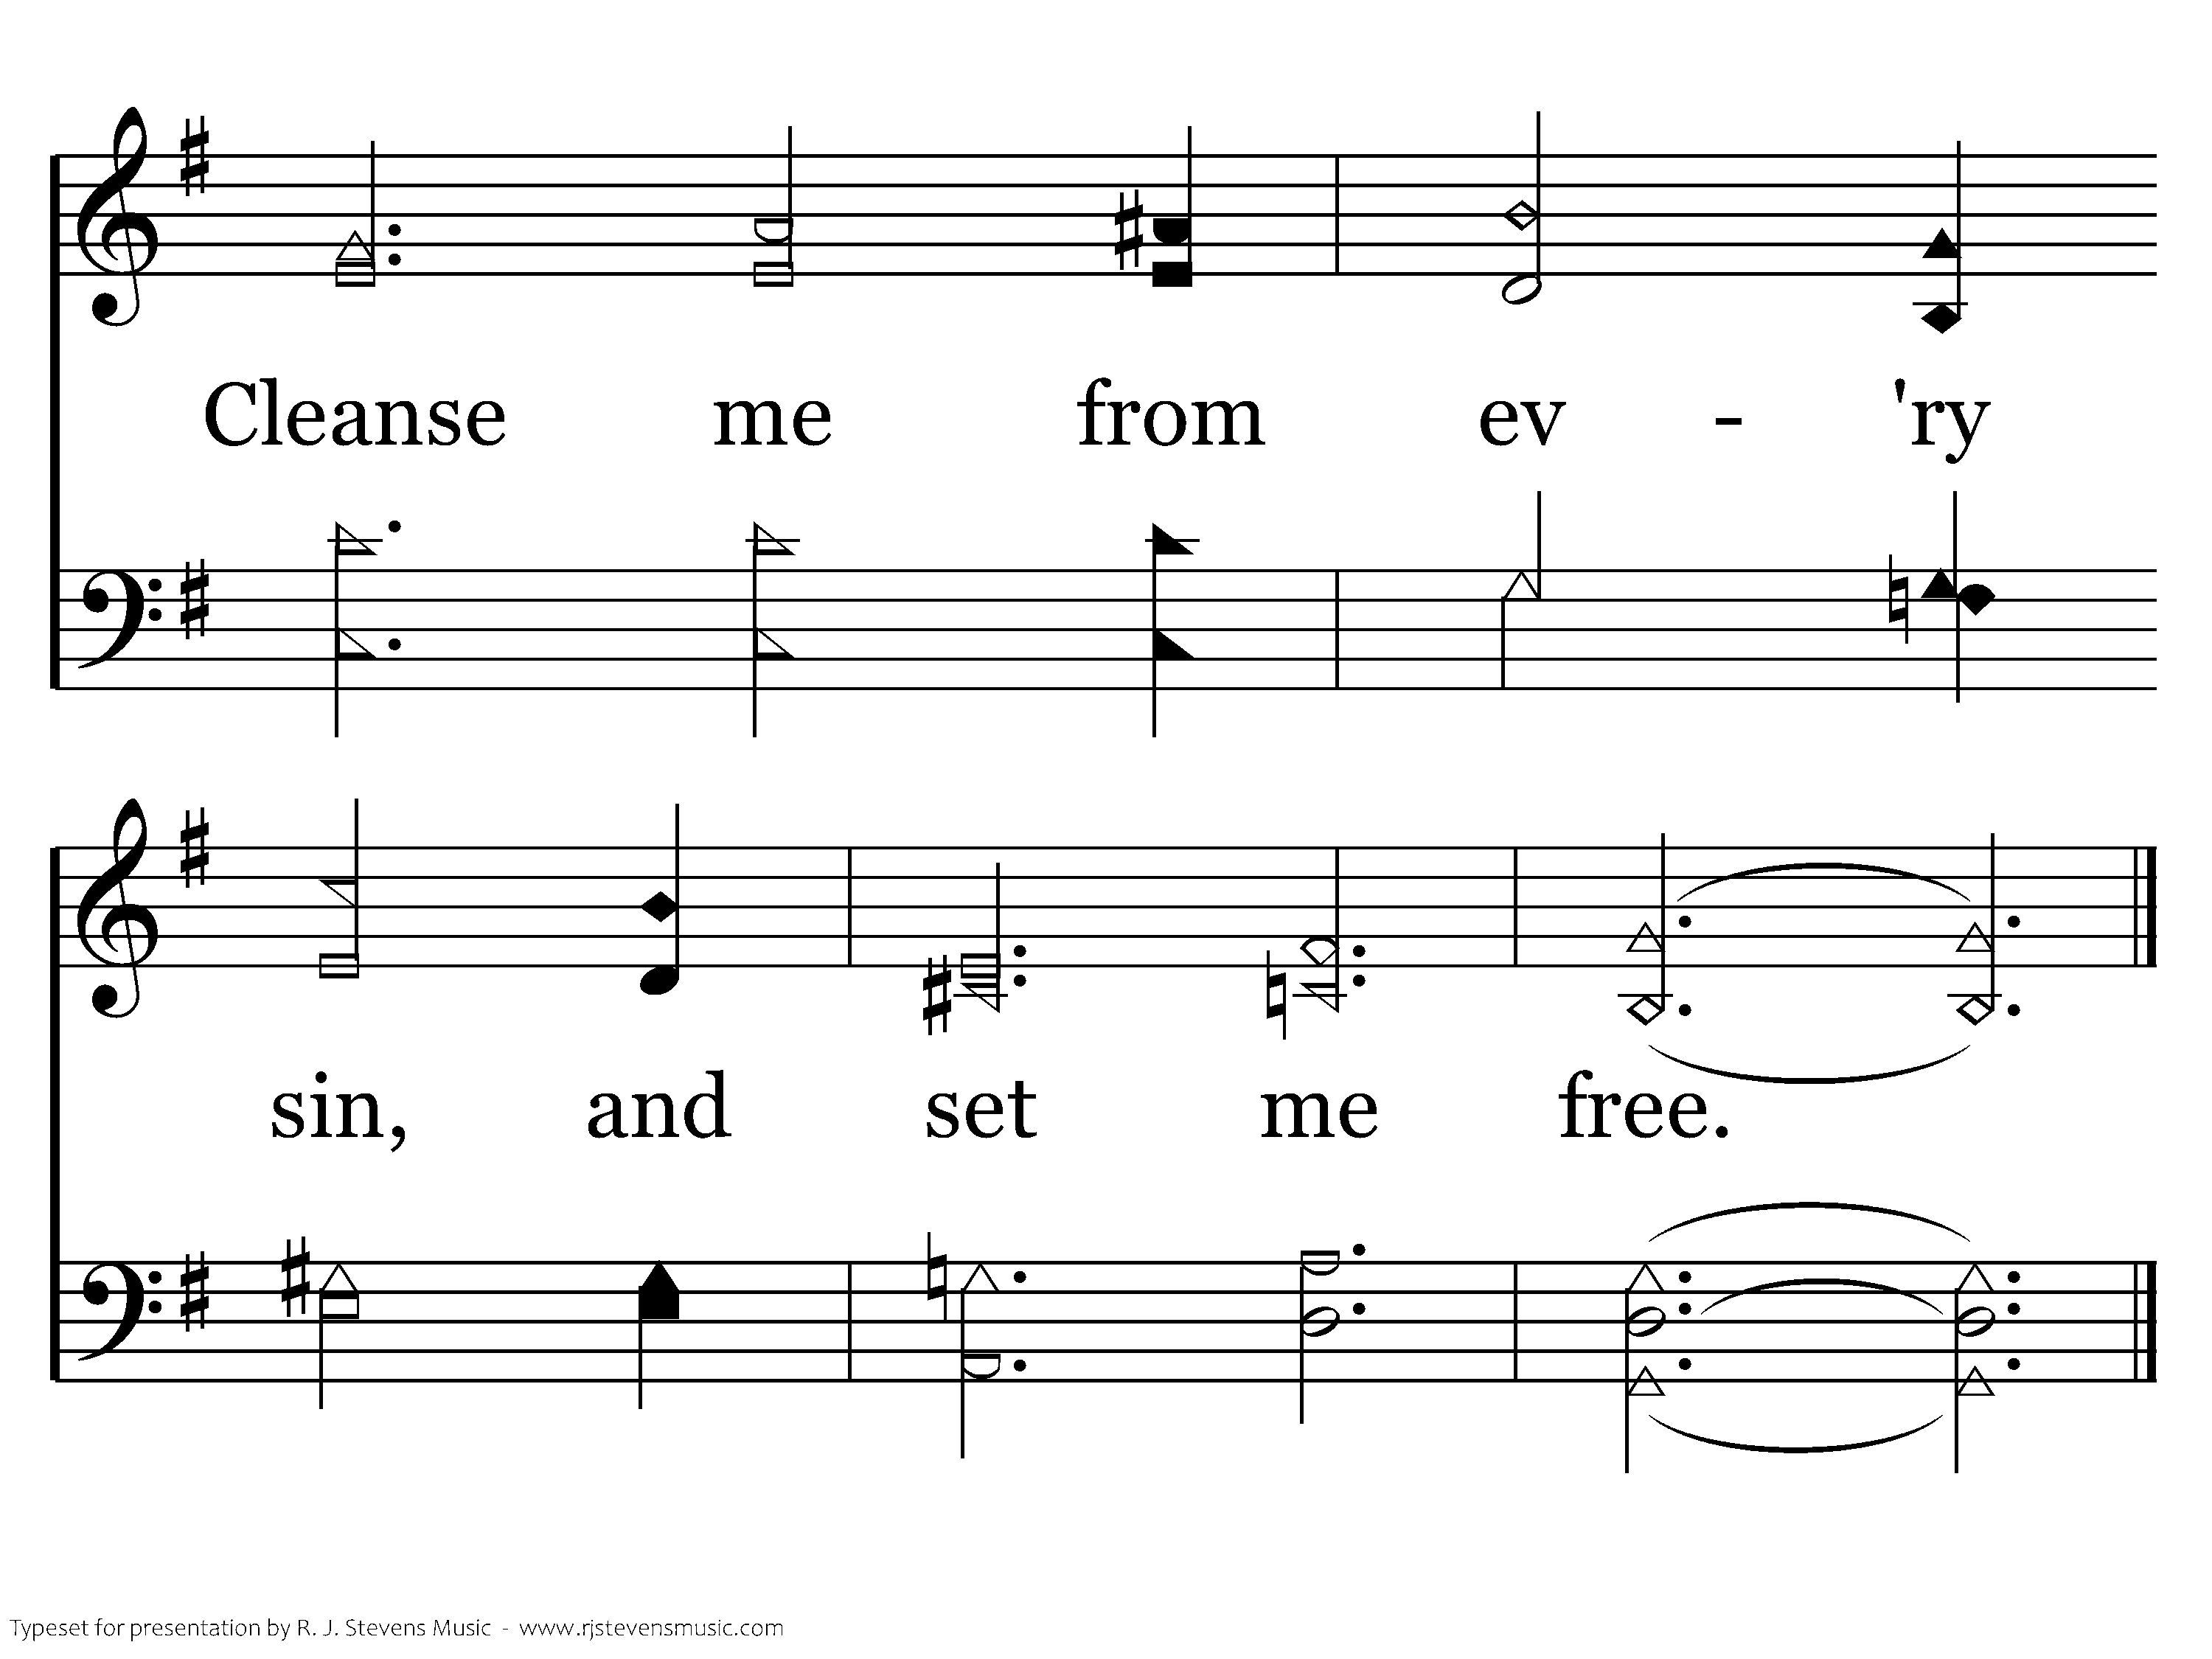 Cleanse me from ev - 'ry
sin, and set me free.
Typeset for presentation by R. J. Stevens Music - www.rjstevensmusic.com